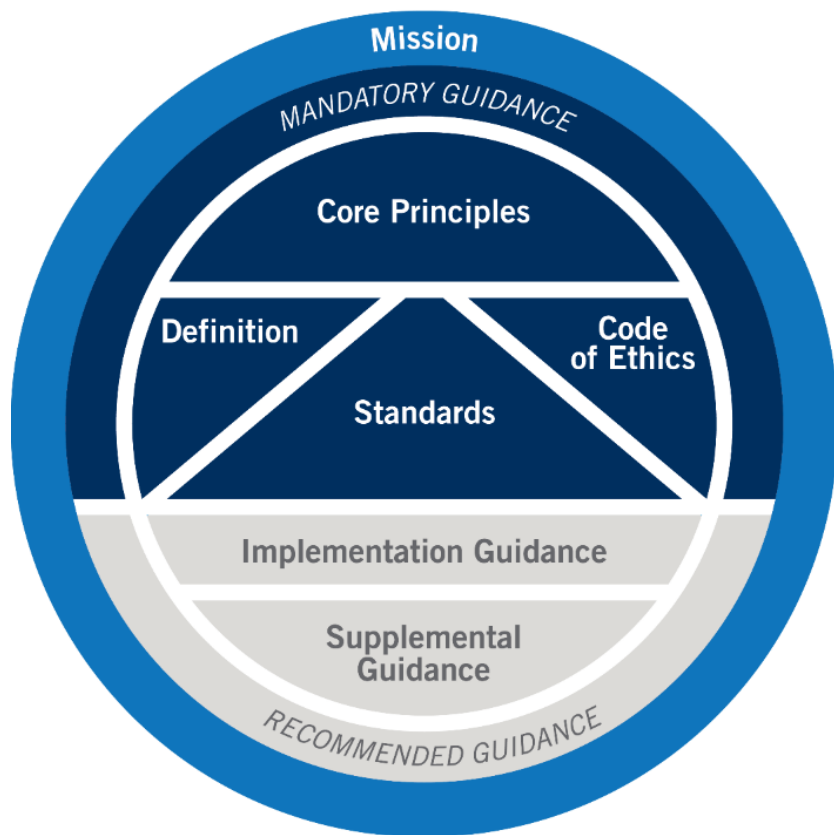 Mission
MANDATORY GUIDANCE
Core Principles
Definition
Code
of Ethics
Standards
Implementation Guidance
Supplemental
Guidance
RECOMMENDED GUIDANCE